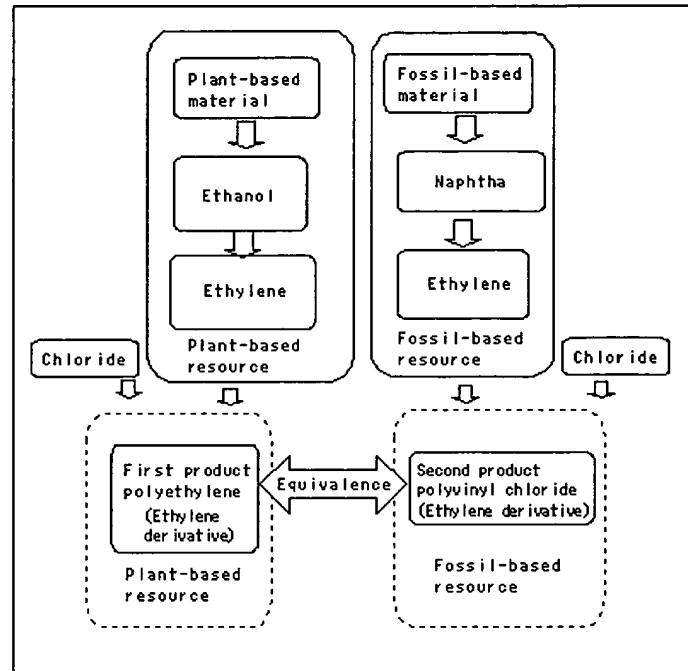 Plant-based
material
Ethanol
Ethylene
Plant-based
resource
Fossil-based
material
Naphtha
Ethylene
Fossil-based
resource
Chloride
Chloride
First product
polyethylene
(Ethylene
derivative)
Plant-based
resource
Equivalence
Second product
polyvinyl chloride
(Ethylene derivative)
Fossil-based
resource